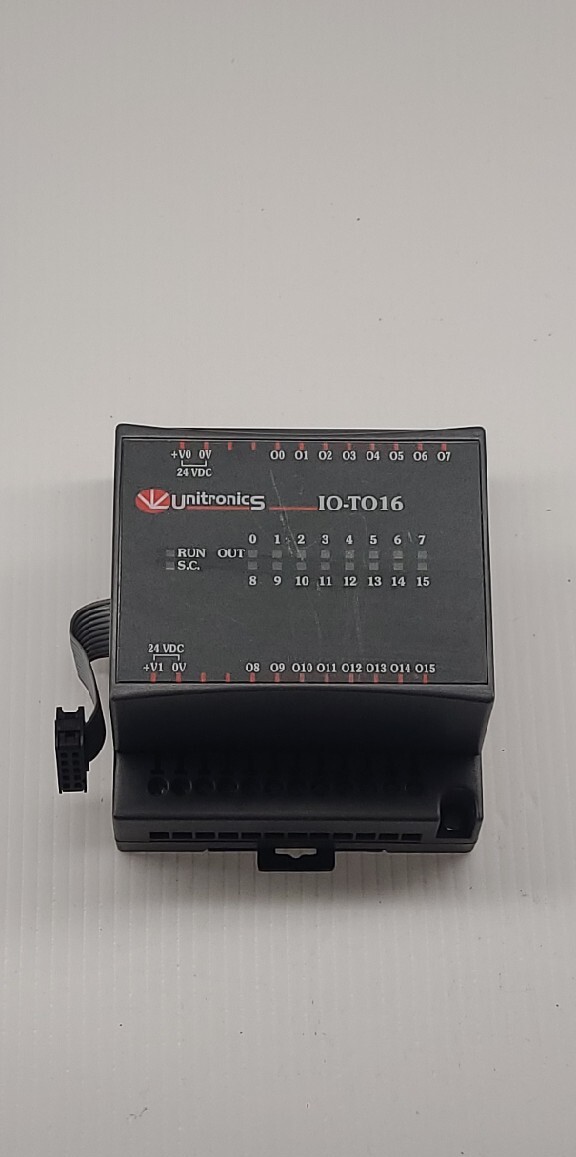 +V0 0V O0 O1 O2 O3 O4 O5 O6 O7
24 VDC
Unitronics IO-TO16
0 1 2 3 4 5 6 7
RUN OUT
S.C.
8 9 10 11 12 13 14 15
24 VDC
+V1 0V O8 O9 O10 O11 O12 O13 O14 O15